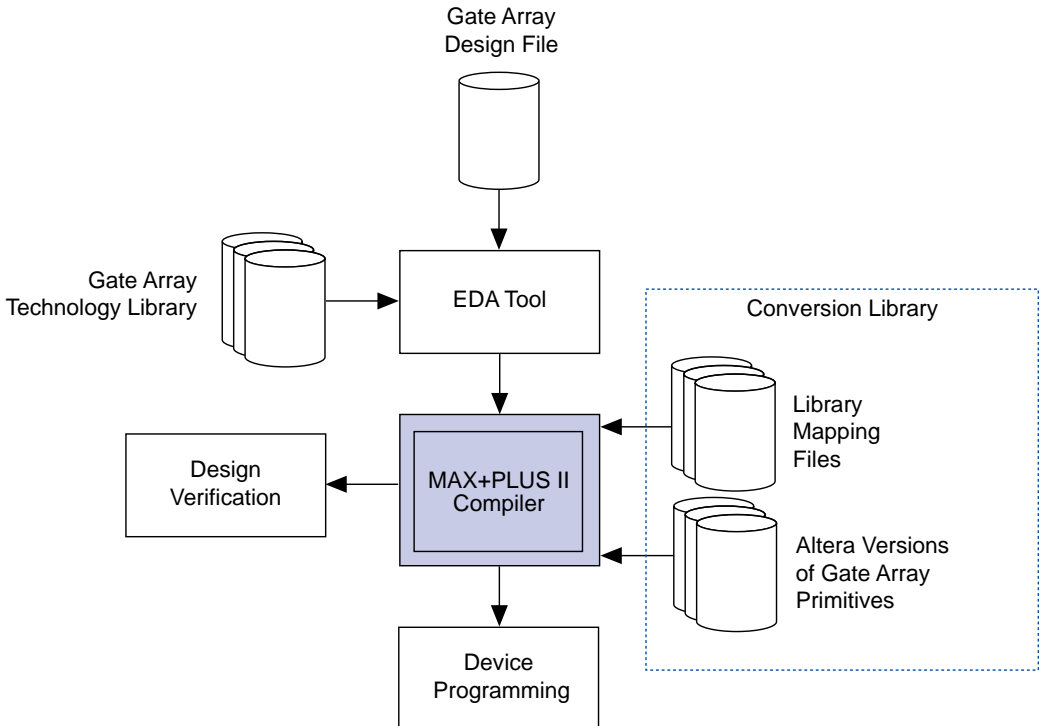 Gate Array
Design File
Gate Array
Technology Library
EDA Tool
Conversion Library
Library
Mapping
Files
Design
Verification
MAX+PLUS II
Compiler
Altera Versions
of Gate Array
Primitives
Device
Programming